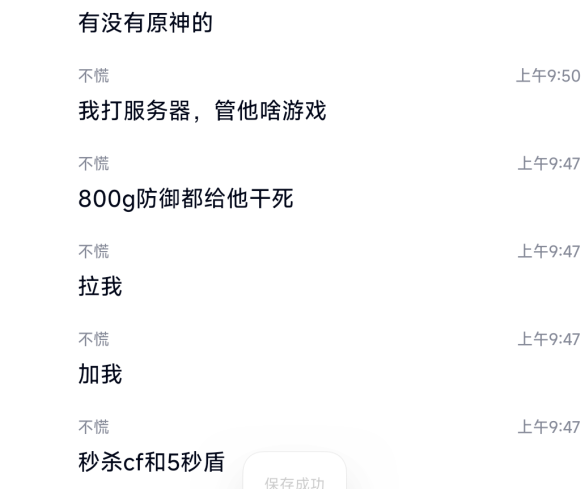 有没有原神的
不慌 上午9:50
我打服务器，管他啥游戏
不慌 上午9:47
800g防御都给他干死
不慌 上午9:47
拉我
不慌 上午9:47
加我
不慌 上午9:47
秒杀cf和5秒盾
保存成功